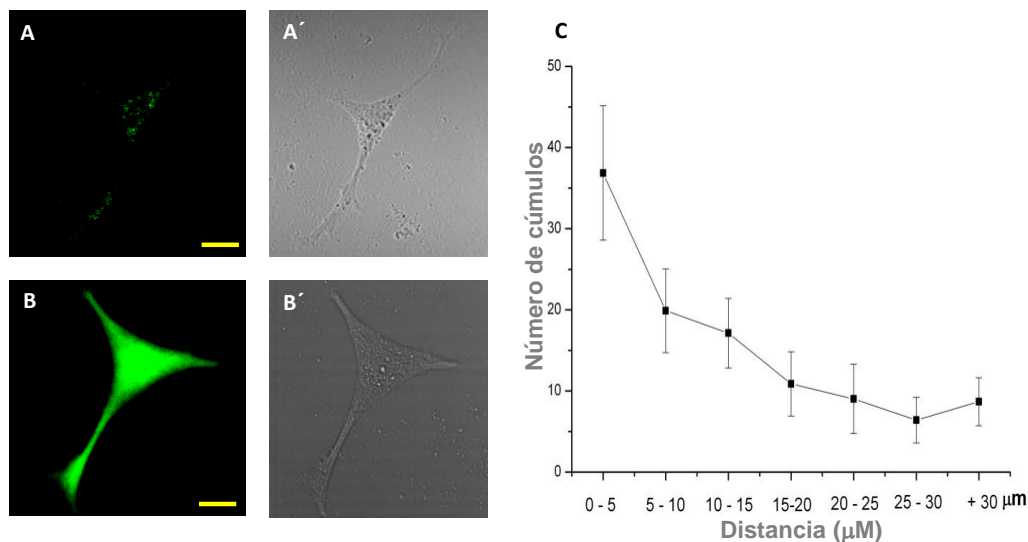 A
A´
B
B´
C
Número de cúmulos
50
40
30
20
10
0
0 - 5
5 - 10
10 - 15
15-20
20 - 25
25 - 30
+ 30
μm
Distancia (μM)